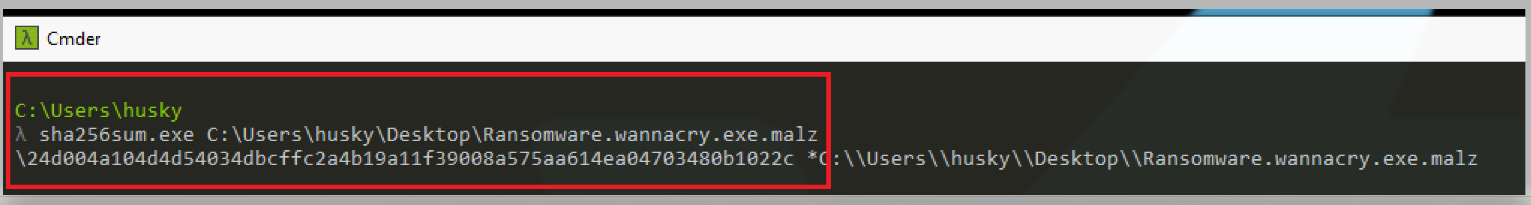 λ Cmder
C:\Users\husky
λ sha256sum.exe C:\Users\husky\Desktop\Ransomware.wannacry.exe.malz
\24d004a104d4d54034dbcffc2a4b19a11f39008a575aa614ea04703480b1022c *C:\\Users\\husky\\Desktop\\Ransomware.wannacry.exe.malz